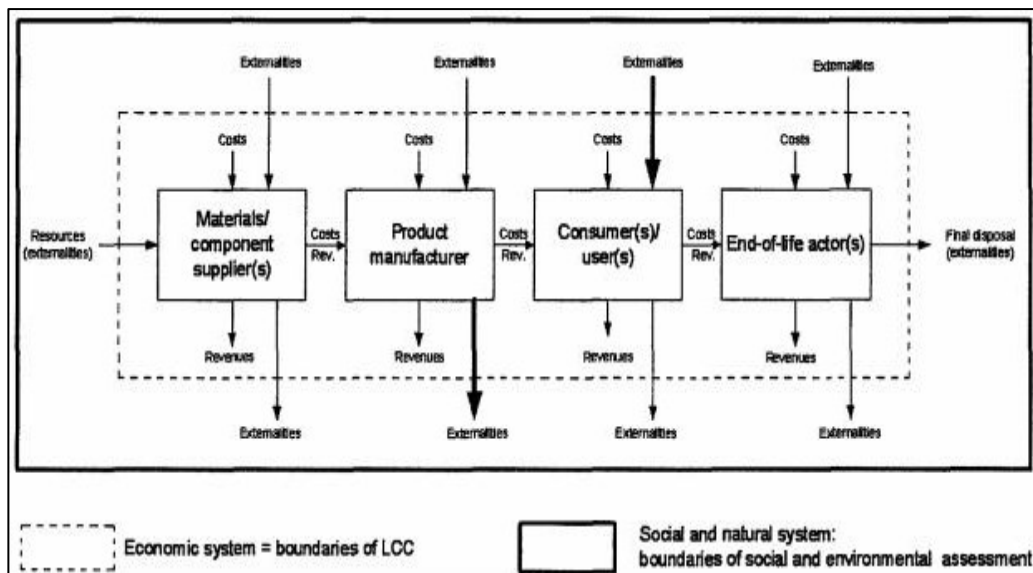 Externalities
Externalities
Externalities
Externalities
Costs
Costs
Costs
Costs
Resources
(externalities)
Materials/
component
supplier(s)
Costs
Rev.
Product
manufacturer
Costs
Rev.
Consumer(s)/
user(s)
Costs
Rev.
End-of-life actor(s)
Final disposal
(externalities)
Revenues
Revenues
Revenues
Revenues
Externalities
Externalities
Externalities
Externalities
Economic system = boundaries of LCC
Social and natural system:
boundaries of social and environmental assessment